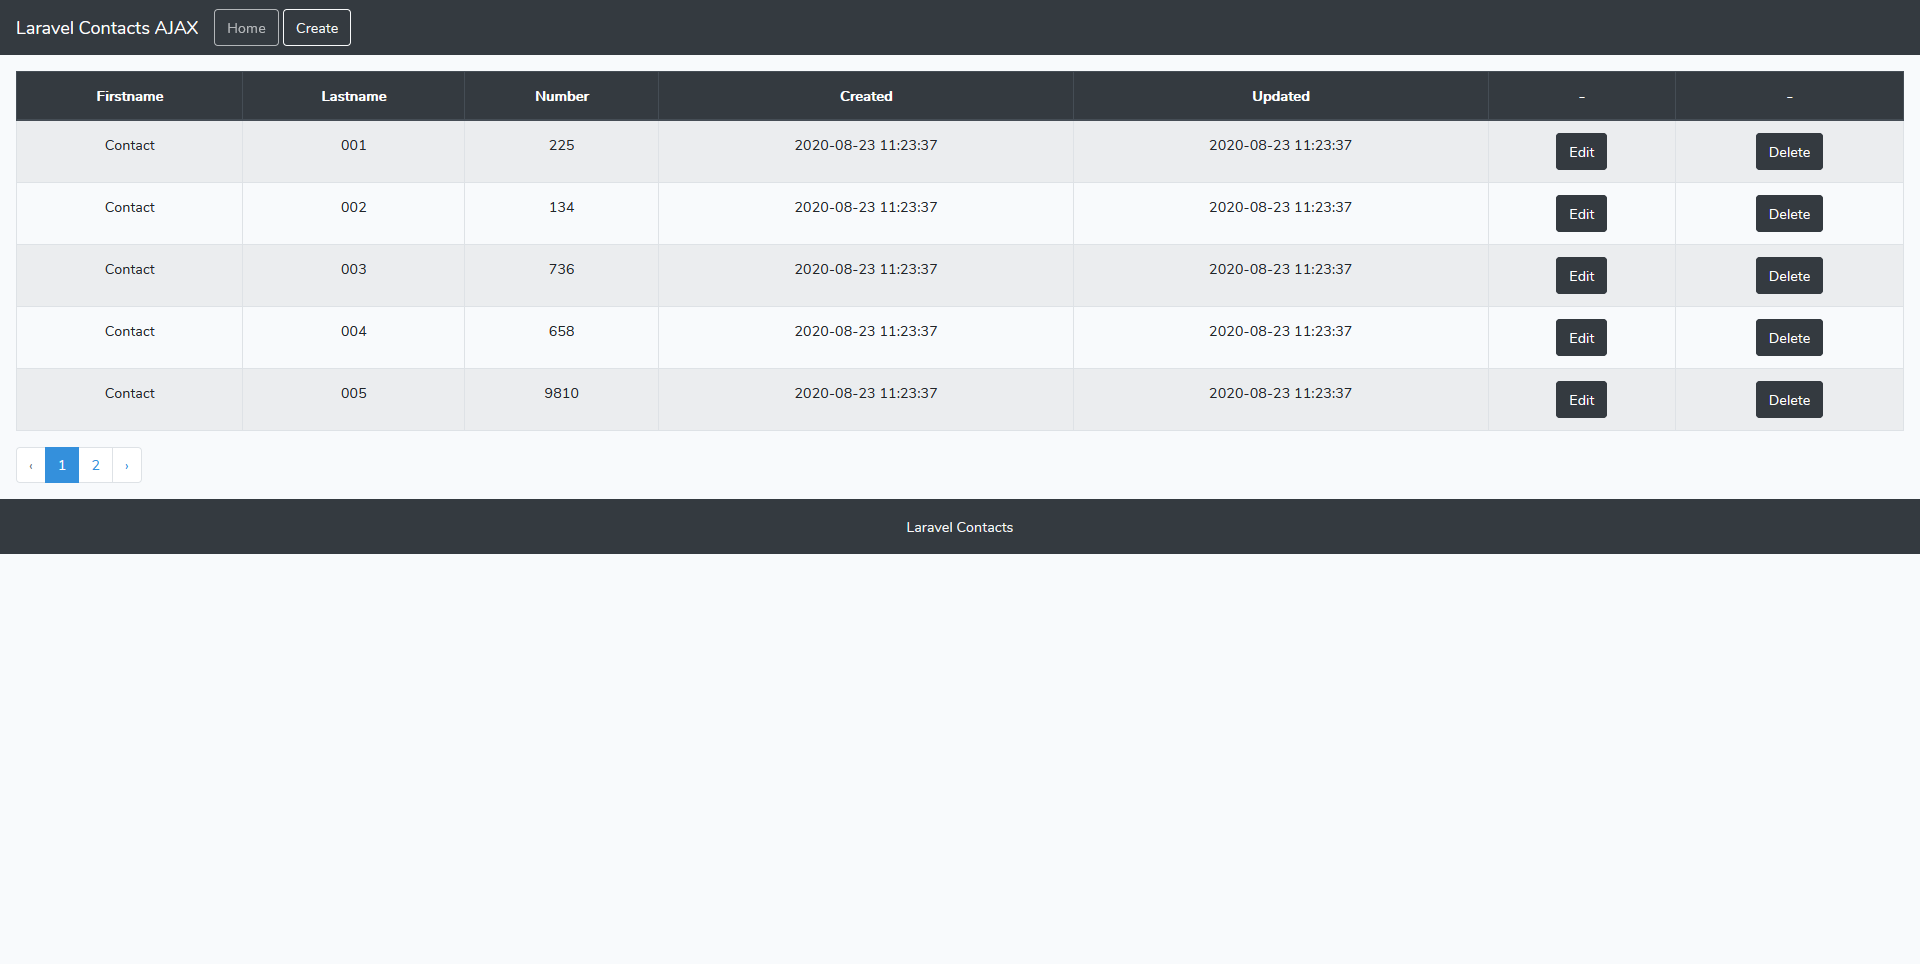 Laravel Contacts AJAX Home Create
Firstname Lastname Number Created Updated - -
Contact 001 225 2020-08-23 11:23:37 2020-08-23 11:23:37 Edit Delete
Contact 002 134 2020-08-23 11:23:37 2020-08-23 11:23:37 Edit Delete
Contact 003 736 2020-08-23 11:23:37 2020-08-23 11:23:37 Edit Delete
Contact 004 658 2020-08-23 11:23:37 2020-08-23 11:23:37 Edit Delete
Contact 005 9810 2020-08-23 11:23:37 2020-08-23 11:23:37 Edit Delete
‹ 1 2 ›
Laravel Contacts